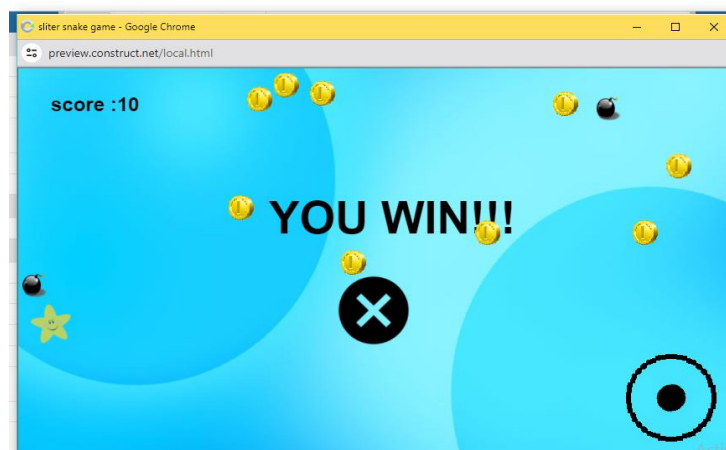 sliter snake game - Google Chrome
preview.construct.net/local.html
score :10
YOU WIN!!!